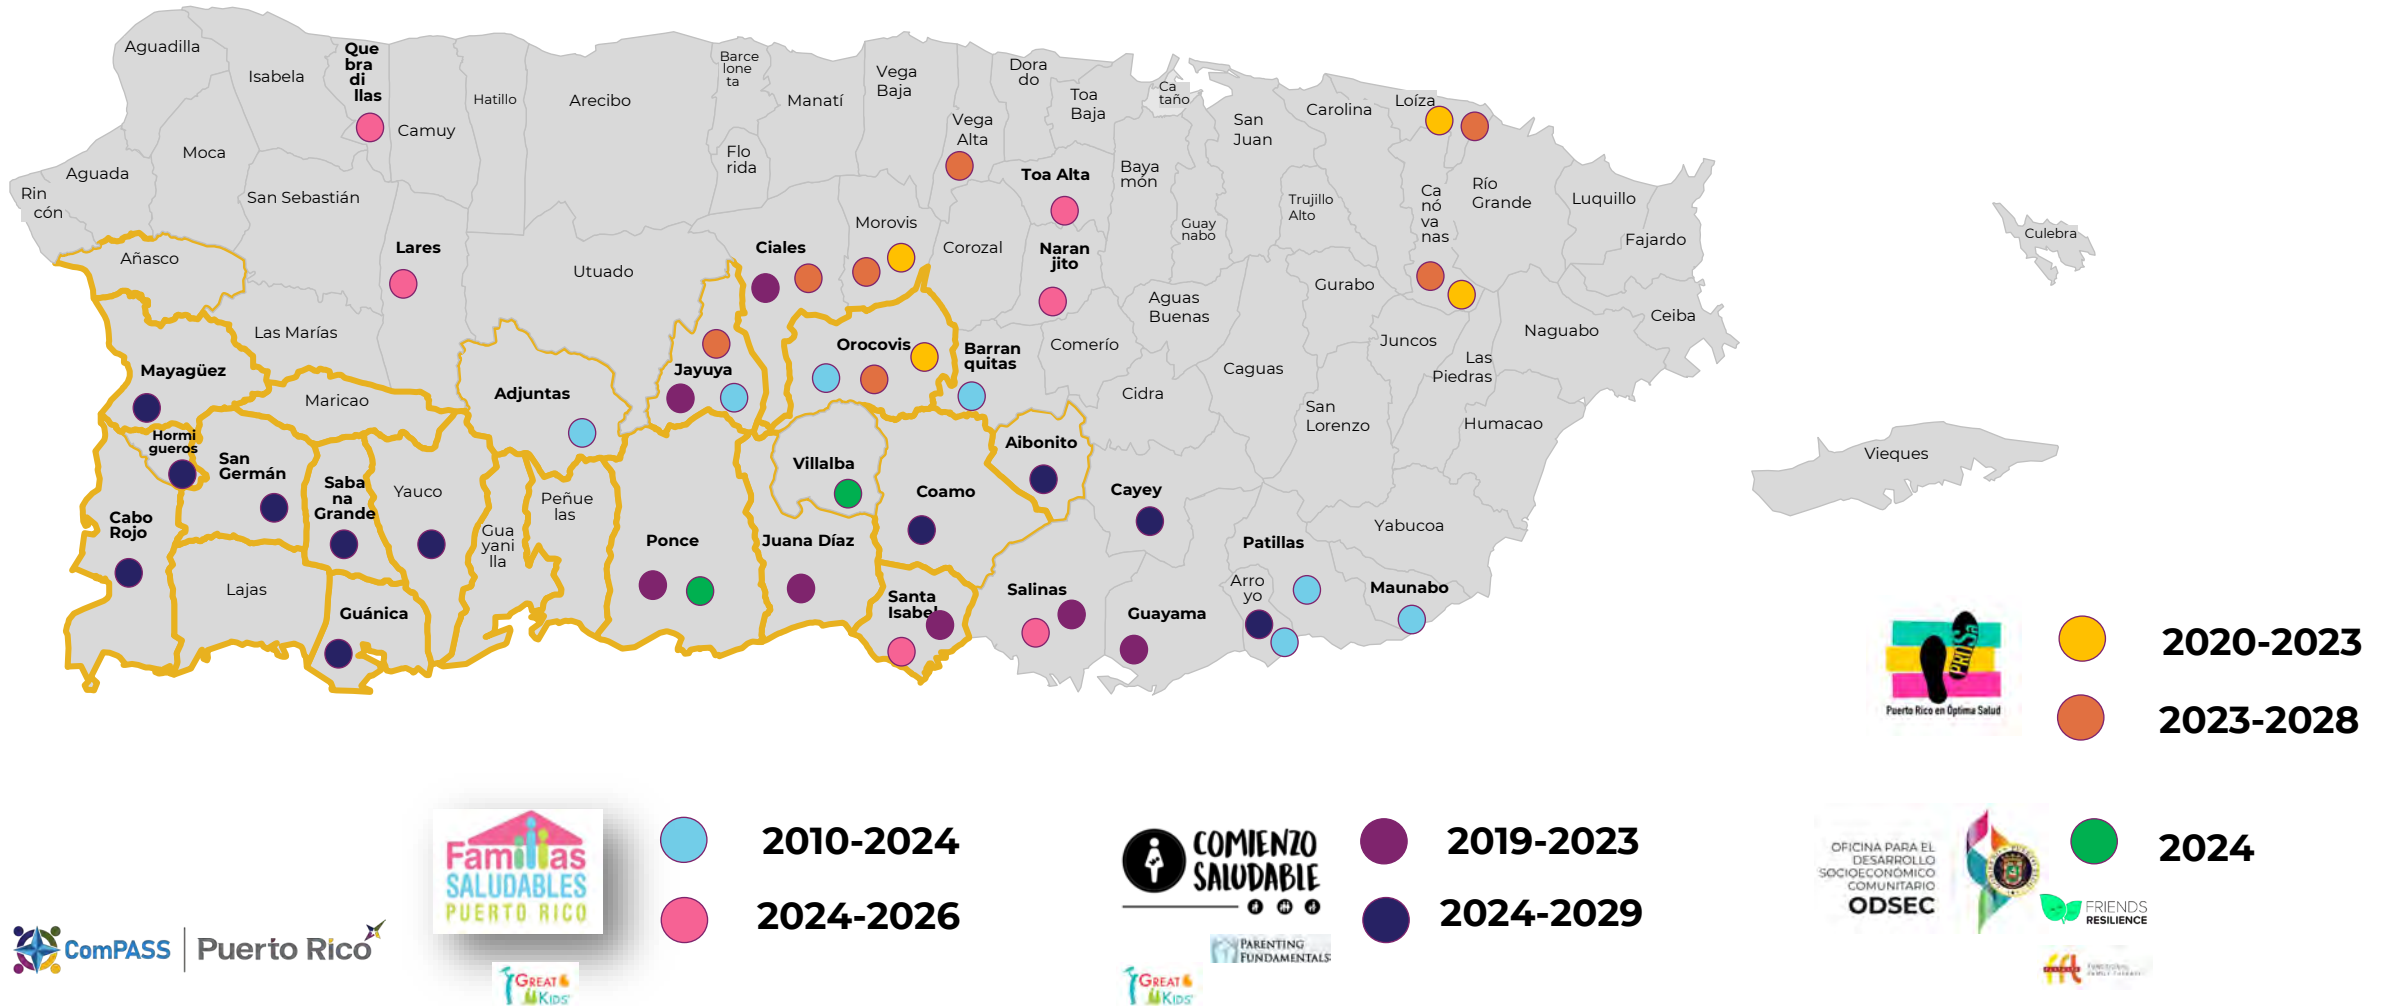 Aguadilla
Isabela
Que
bra
di
llas
Camuy
Hatillo
Arecibo
Barce
lone
ta
Manatí
Vega
Baja
Vega
Alta
Dora
do
Toa
Baja
Ca
taño
San
Juan
Carolina
Loíza
Moca
Aguada
Rin
cón
San Sebastián
Flo
rida
Toa Alta
Baya
món
Guay
nabo
Trujillo
Alto
Ca
nó
va
nas
Río
Grande
Luquillo
Fajardo
Culebra
Añasco
Lares
Utuado
Ciales
Morovis
Corozal
Naran
jito
Aguas
Buenas
Gurabo
Ceiba
Las Marías
Mayagüez
Maricao
Adjuntas
Jayuya
Orocovis
Barran
quitas
Comerío
Cidra
Caguas
Juncos
Las
Piedras
Naguabo
San
Lorenzo
Humacao
Vieques
Hormi
gueros
San
Germán
Saba
na
Grande
Yauco
Gua
yani
lla
Peñue
las
Villalba
Coamo
Aibonito
Cayey
Cabo
Rojo
Lajas
Guánica
Ponce
Juana Díaz
Santa
Isabel
Salinas
Guayama
Patillas
Arro
yo
Yabucoa
Maunabo
PROSa
Puerto Rico en Óptima Salud
2020-2023
2023-2028
Familias
SALUDABLES
PUERTO RICO
2010-2024
2024-2026
GREAT
KIDS
COMIENZO
SALUDABLE
PARENTING
FUNDAMENTALS
GREAT
KIDS
2019-2023
2024-2029
OFICINA PARA EL
DESARROLLO
SOCIOECONÓMICO
COMUNITARIO
ODSEC
2024
FRIENDS
RESILIENCE
ComPASS
Puerto Rico